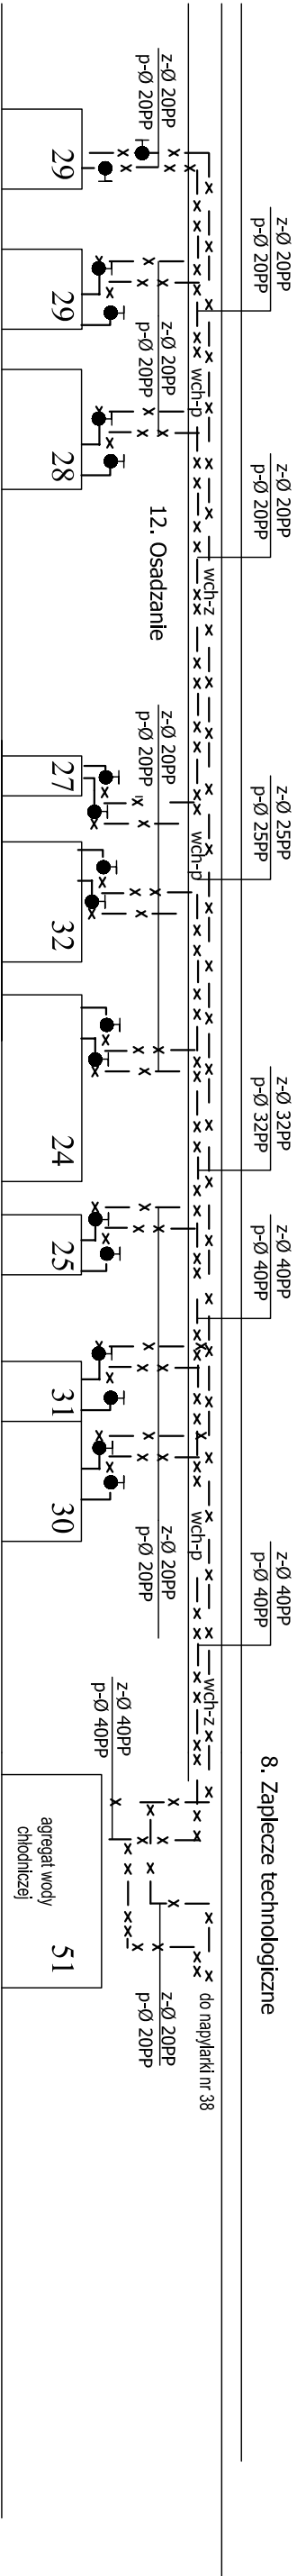 z-Ø 20PP
p-Ø 20PP
z-Ø 20PP
p-Ø 20PP
z-Ø 25PP
p-Ø 25PP
z-Ø 32PP
p-Ø 32PP
z-Ø 40PP
p-Ø 40PP
z-Ø 40PP
p-Ø 40PP
8. Zaplecze technologiczne
wch-z
wch-z
do napylarki nr 38
wch-p
wch-p
wch-p
z-Ø 20PP
p-Ø 20PP
z-Ø 20PP
p-Ø 20PP
12. Osadzanie
z-Ø 20PP
p-Ø 20PP
z-Ø 20PP
p-Ø 20PP
z-Ø 40PP
p-Ø 40PP
z-Ø 20PP
p-Ø 20PP
29
29
28
27
32
24
25
31
30
agregat wody
chłodniczej
51